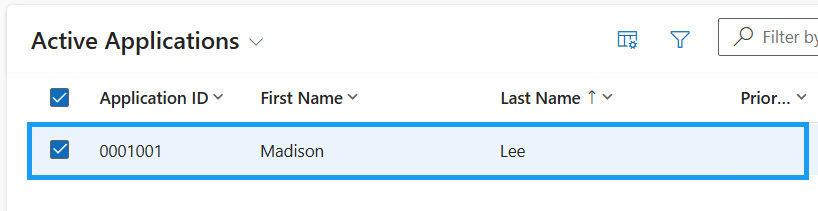 Active Applications
Filter by
Application ID First Name Last Name Prior...
0001001 Madison Lee